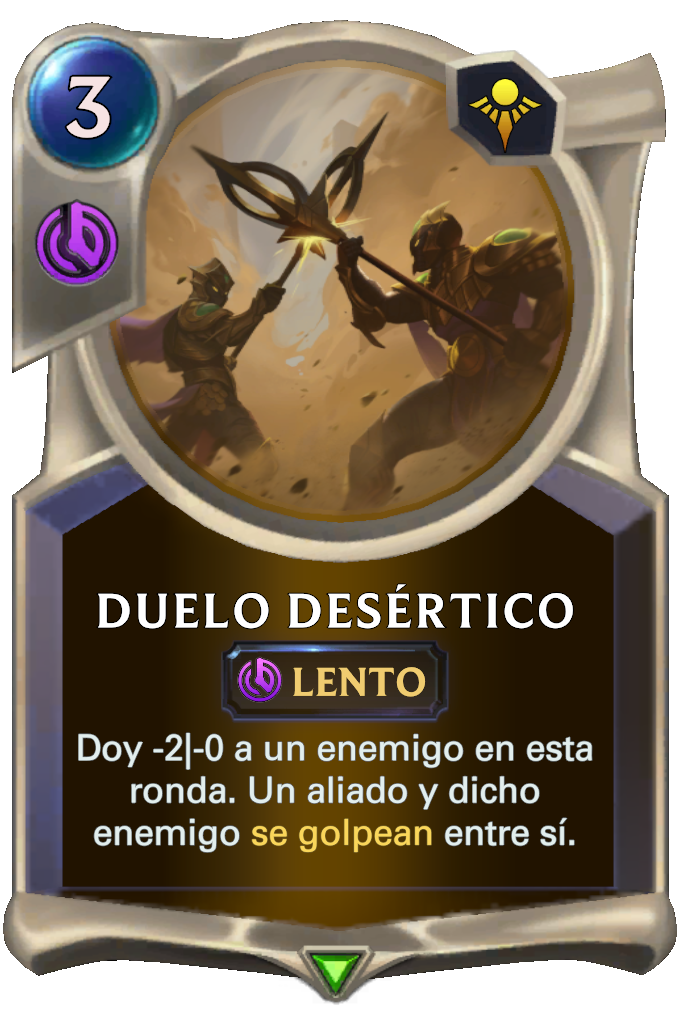 3
DUELO DESÉRTICO
LENTO
Doy -2|-0 a un enemigo en esta
ronda. Un aliado y dicho
enemigo se golpean entre sí.